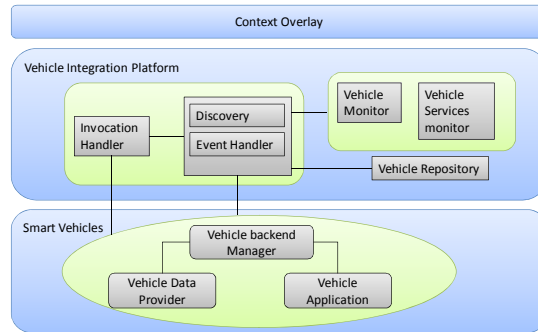 Context Overlay
Vehicle Integration Platform
Invocation
Handler
Discovery
Event Handler
Vehicle
Monitor
Vehicle
Services
monitor
Vehicle Repository
Smart Vehicles
Vehicle backend
Manager
Vehicle Data
Provider
Vehicle
Application